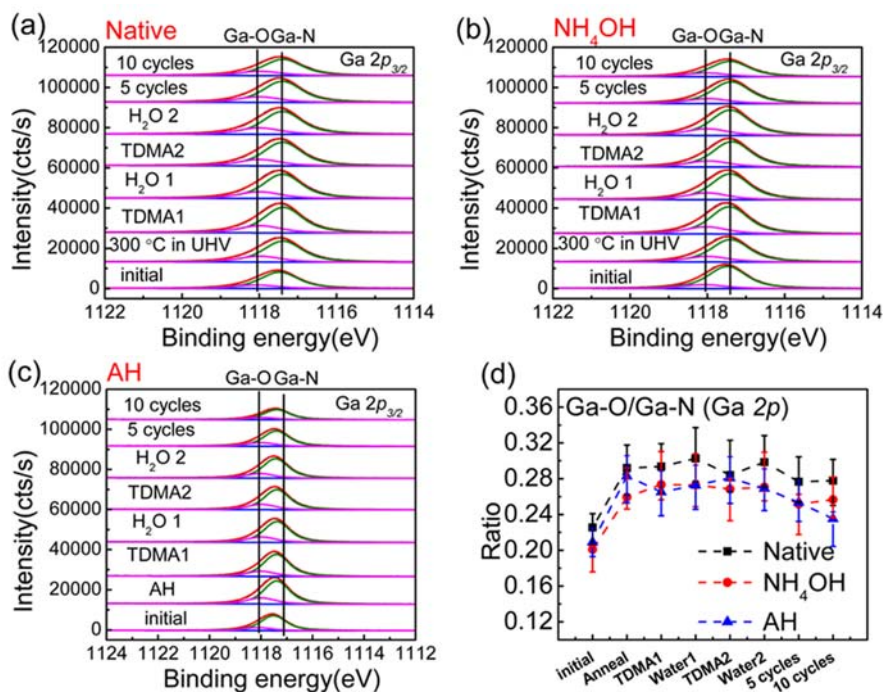 (a) Native
Ga-O Ga-N
Ga 2p3/2
120000
100000
80000
60000
40000
20000
0
Intensity(cts/s)
10 cycles
5 cycles
H2O 2
TDMA2
H2O 1
TDMA1
300 °C in UHV
initial
1122 1120 1118 1116 1114
Binding energy(eV)
(b) NH4OH
Ga-O Ga-N
Ga 2p3/2
120000
100000
80000
60000
40000
20000
0
Intensity(cts/s)
10 cycles
5 cycles
H2O 2
TDMA2
H2O 1
TDMA1
300 °C in UHV
initial
1122 1120 1118 1116 1114
Binding energy(eV)
(c) AH
Ga-O Ga-N
Ga 2p3/2
120000
100000
80000
60000
40000
20000
0
Intensity(cts/s)
10 cycles
5 cycles
H2O 2
TDMA2
H2O 1
TDMA1
AH
initial
1124 1122 1120 1118 1116 1114 1112
Binding energy(eV)
(d)
Ga-O/Ga-N (Ga 2p)
0.36
0.32
0.28
0.24
0.20
0.16
0.12
Ratio
Native
NH4OH
AH
initial Anneal TDMA1 Water1 TDMA2 Water2 5 cycles 10 cycles